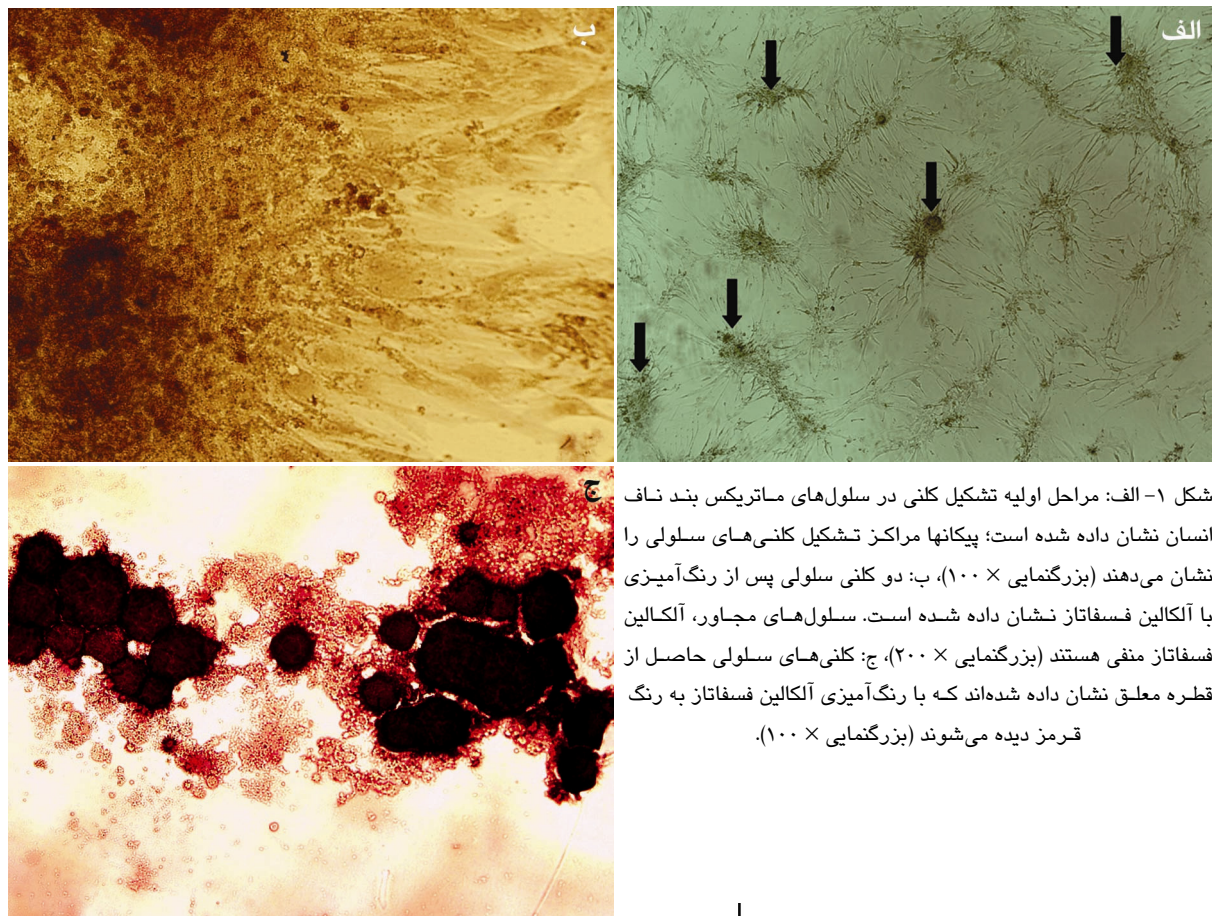 الف
ب
ج
شکل ۱- الف: مراحل اولیه تشکیل کلنی در سلول‌های ماتریکس بند ناف
انسان نشان داده شده است؛ پیکانها مراکز تشکیل کلنی‌های سلولی را
نشان می‌دهند (بزرگنمایی × ۱۰۰)، ب: دو کلنی سلولی پس از رنگ‌آمیزی
با آلکالین فسفاتاز نشان داده شده است. سلول‌های مجاور، آلکالین
فسفاتاز منفی هستند (بزرگنمایی × ۲۰۰)، ج: کلنی‌های سلولی حاصل از
قطره معلق نشان داده شده‌اند که با رنگ‌آمیزی آلکالین فسفاتاز به رنگ
قرمز دیده می‌شوند (بزرگنمایی × ۱۰۰).